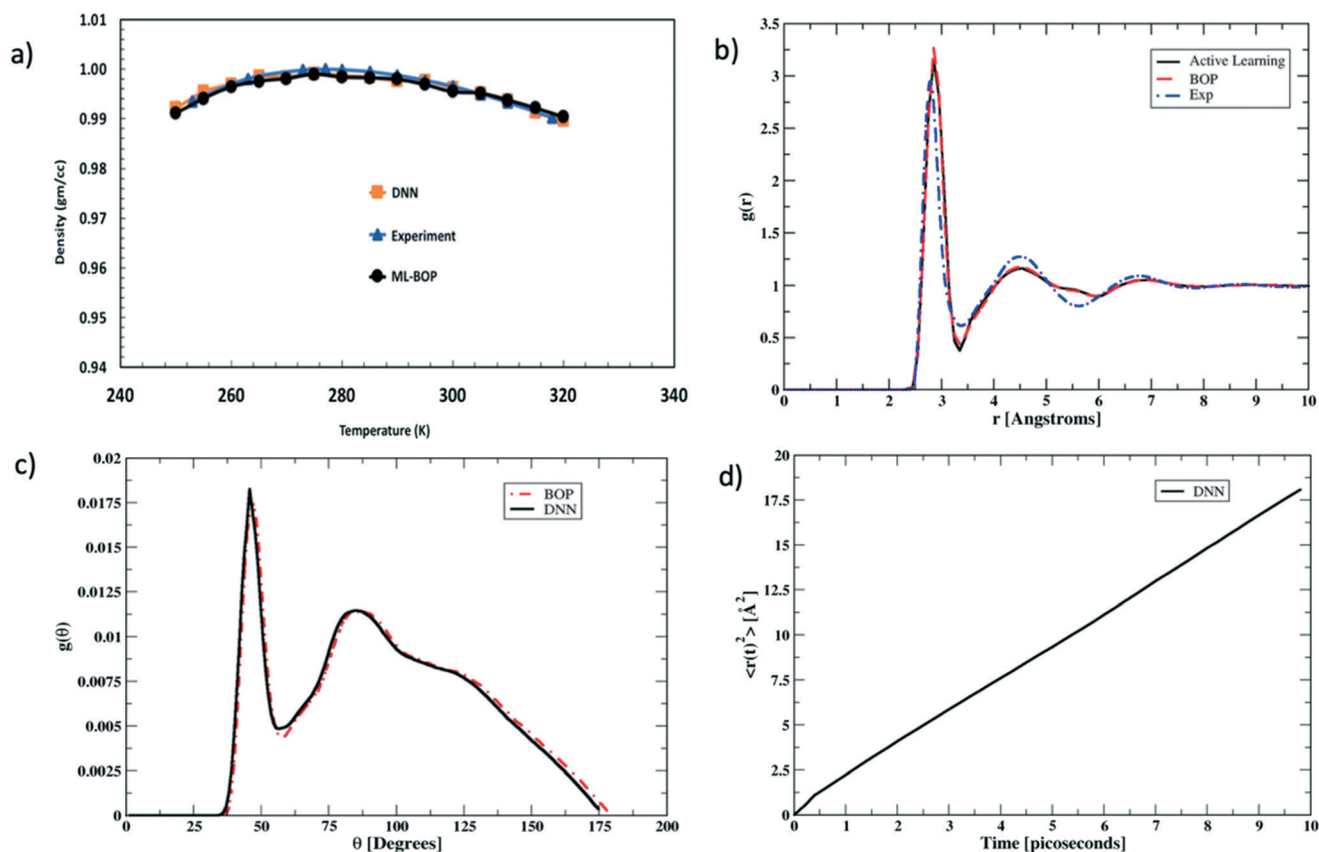 a)
1.01
1.00
0.99
0.98
0.97
0.96
0.95
0.94
Density (gm/cc)
DNN
Experiment
ML-BOP
240 260 280 300 320 340
Temperature (K)
b)
3.5
3
2.5
2
1.5
1
0.5
0
g(r)
Active Learning
BOP
Exp
0 1 2 3 4 5 6 7 8 9 10
r [Angstroms]
c)
0.02
0.0175
0.015
0.0125
0.01
0.0075
0.005
0.0025
0
g(θ)
BOP
DNN
0 25 50 75 100 125 150 175 200
θ [Degrees]
d)
20
17.5
15
12.5
10
7.5
5
2.5
0
<r(t)²> [Å²]
DNN
0 1 2 3 4 5 6 7 8 9 10
Time [picoseconds]